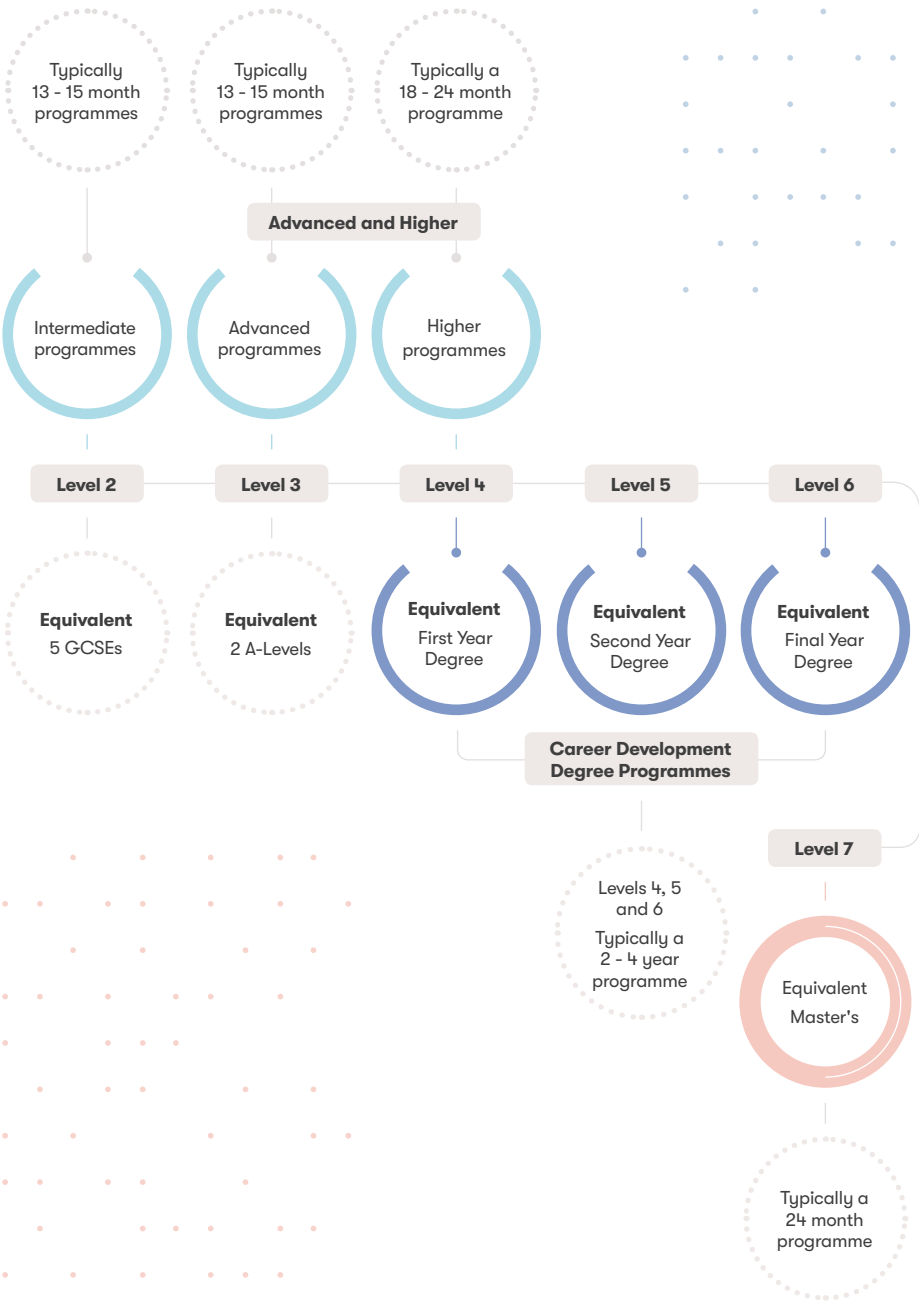 Typically
13 - 15 month
programmes
Typically
13 - 15 month
programmes
Typically a
18 - 24 month
programme
Advanced and Higher
Intermediate
programmes
Advanced
programmes
Higher
programmes
Level 2
Level 3
Level 4
Level 5
Level 6
Equivalent
5 GCSEs
Equivalent
2 A-Levels
Equivalent
First Year
Degree
Equivalent
Second Year
Degree
Equivalent
Final Year
Degree
Career Development
Degree Programmes
Level 7
Levels 4, 5
and 6
Typically a
2 - 4 year
programme
Equivalent
Master's
Typically a
24 month
programme